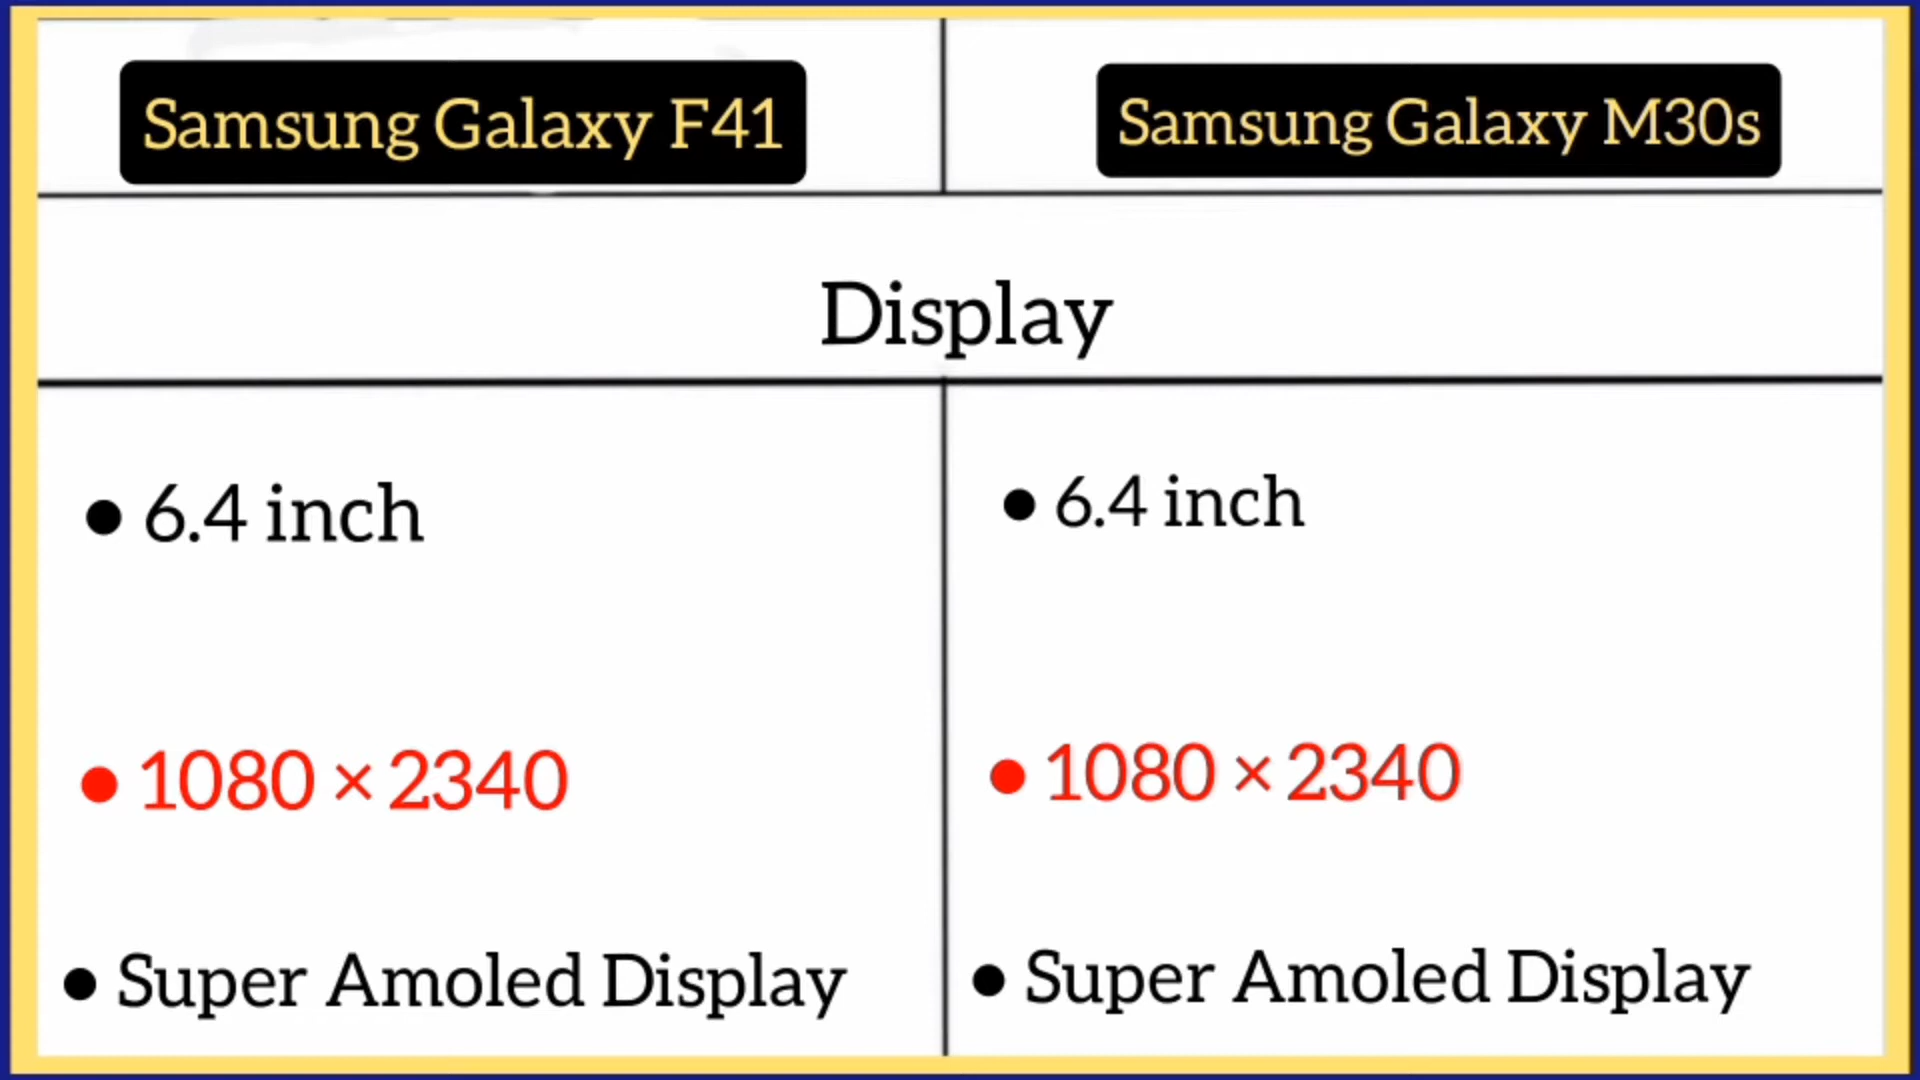 Samsung Galaxy F41
Samsung Galaxy M30s
Display
● 6.4 inch
● 6.4 inch
● 1080 × 2340
● 1080 × 2340
● Super Amoled Display
● Super Amoled Display